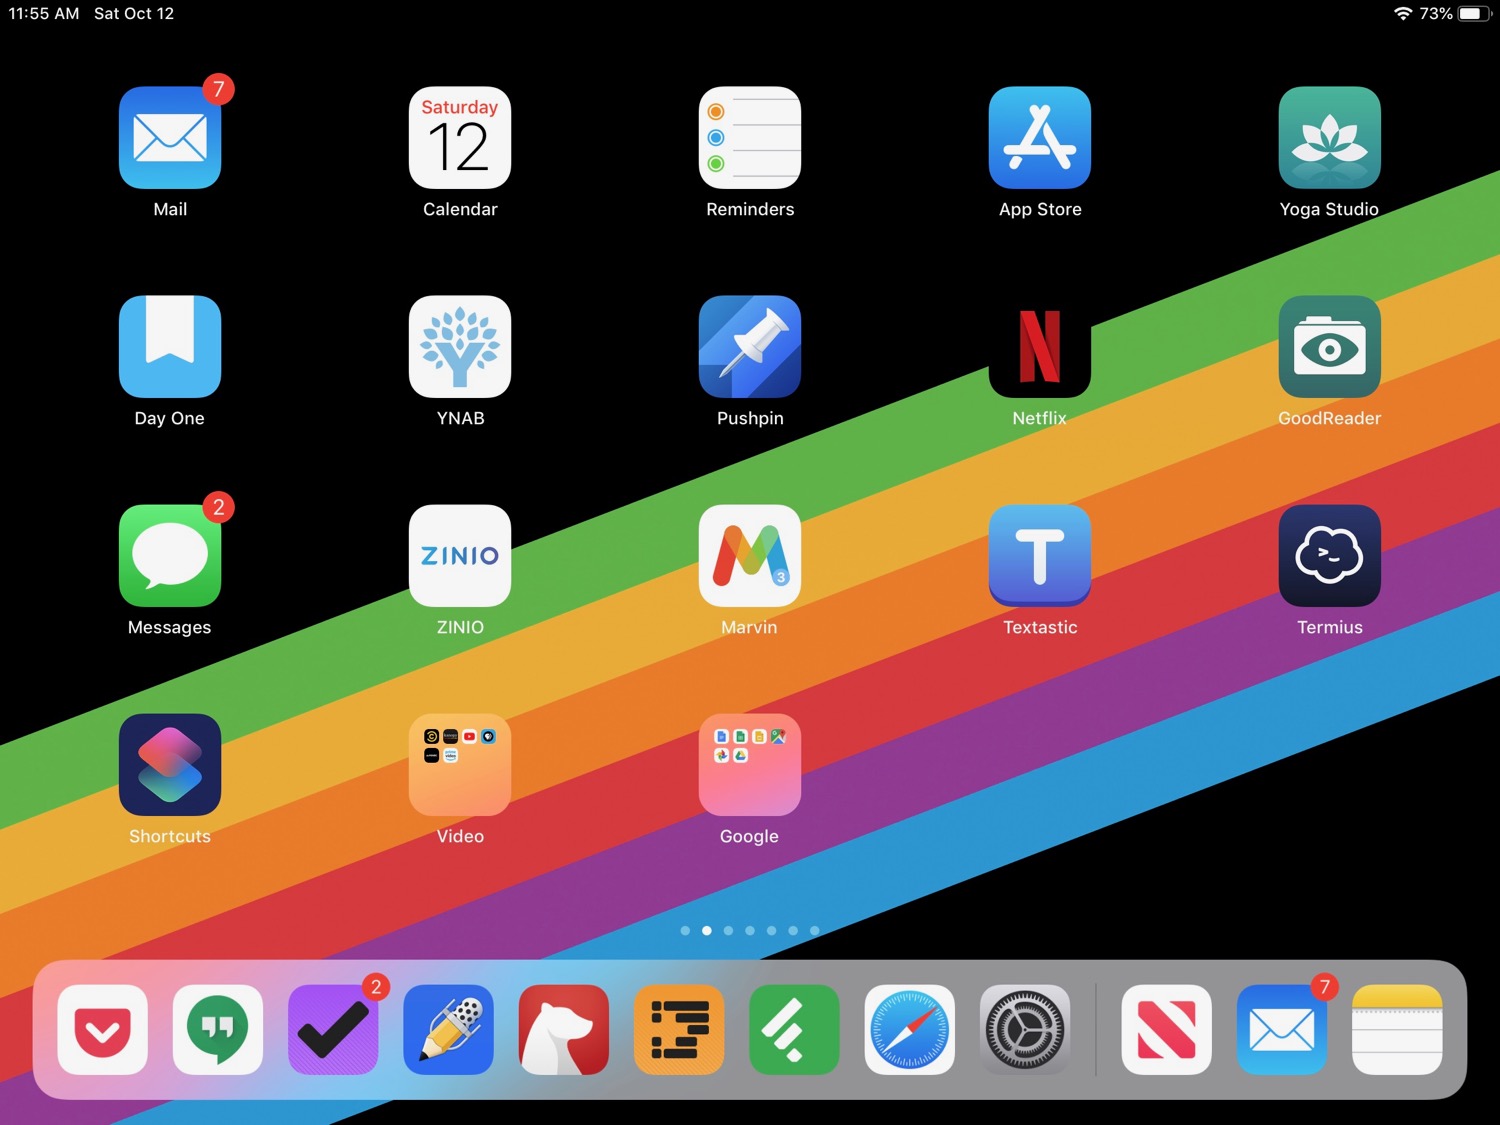 11:55 AM Sat Oct 12
73%
7
Saturday
12
Mail
Calendar
Reminders
App Store
Yoga Studio
Day One
YNAB
Pushpin
Netflix
GoodReader
2
ZINIO
3
Messages
ZINIO
Marvin
Textastic
Termius
Shortcuts
Video
Google
2
7